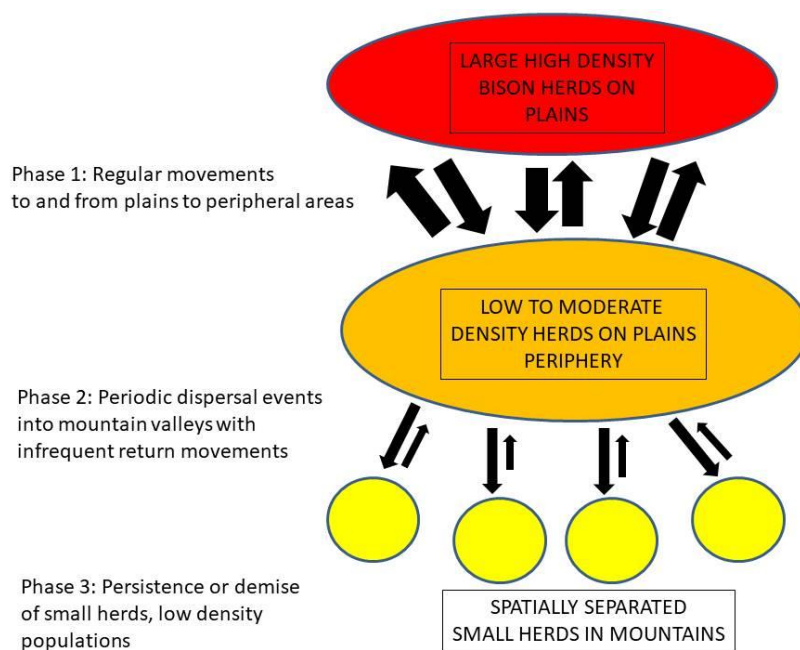 LARGE HIGH DENSITY
BISON HERDS ON
PLAINS
Phase 1: Regular movements
to and from plains to peripheral areas
LOW TO MODERATE
DENSITY HERDS ON PLAINS
PERIPHERY
Phase 2: Periodic dispersal events
into mountain valleys with
infrequent return movements
Phase 3: Persistence or demise
of small herds, low density
populations
SPATIALLY SEPARATED
SMALL HERDS IN MOUNTAINS